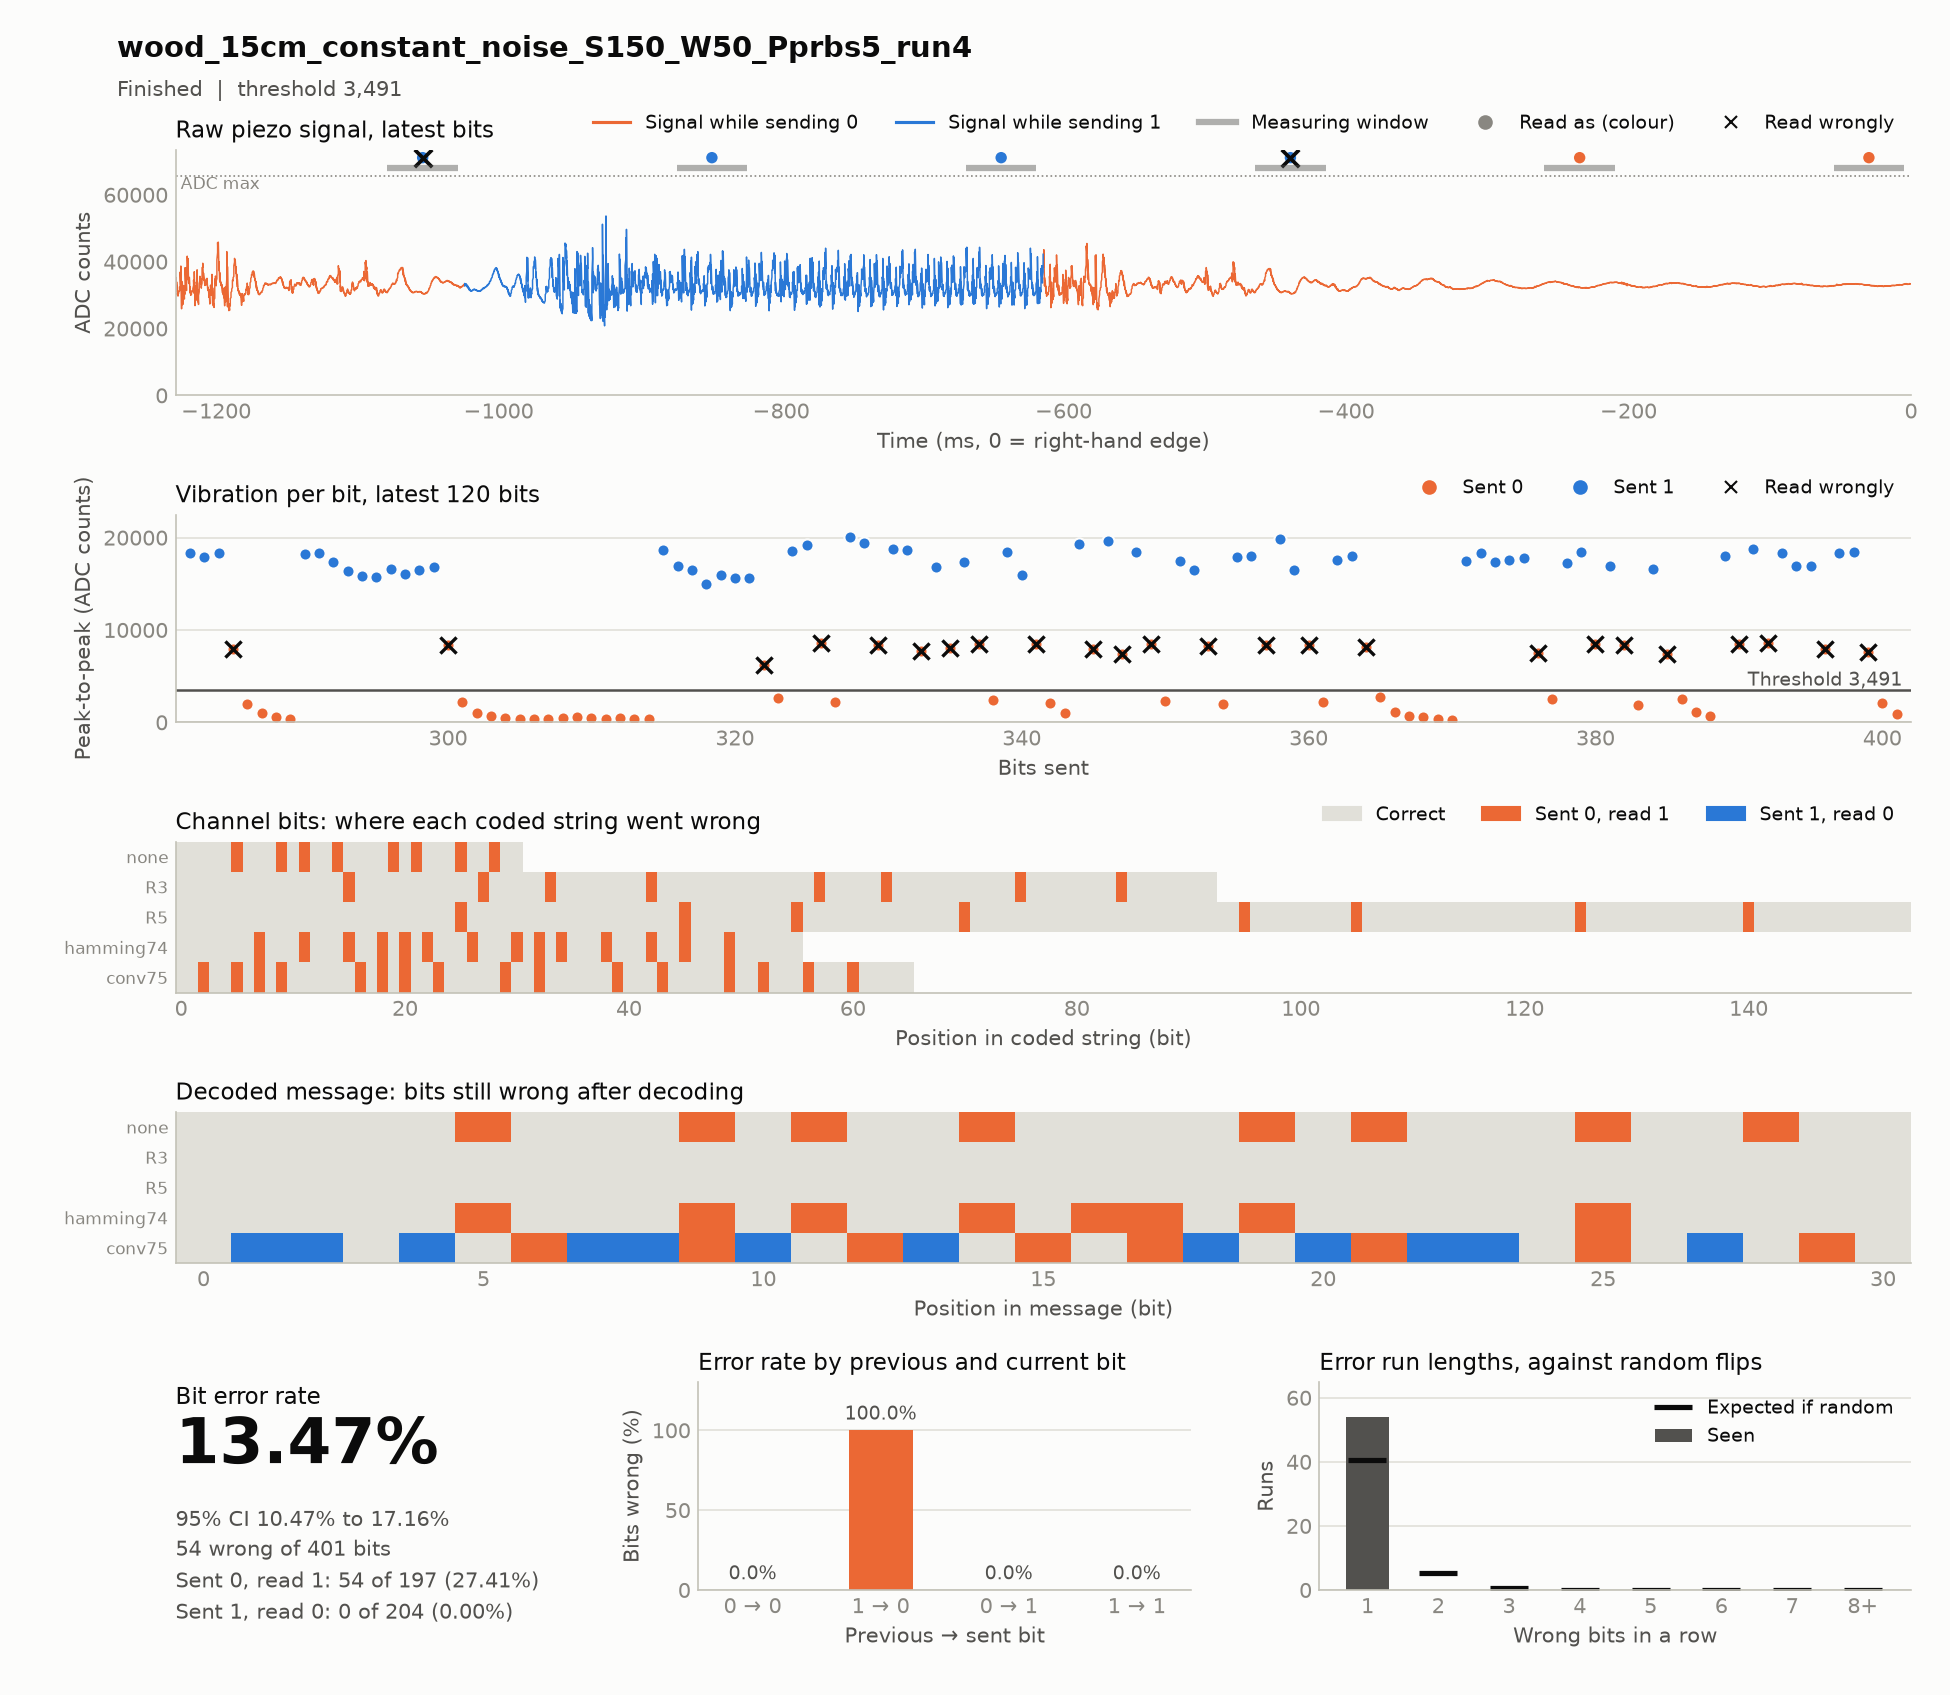 wood_15cm_constant_noise_S150_W50_Pprbs5_run4
Finished | threshold 3,491
Raw piezo signal, latest bits
Signal while sending 0
Signal while sending 1
Measuring window
Read as (colour)
Read wrongly
ADC max
60000
40000
20000
0
ADC counts
−1200 −1000 −800 −600 −400 −200 0
Time (ms, 0 = right-hand edge)
Vibration per bit, latest 120 bits
Sent 0
Sent 1
Read wrongly
20000
10000
0
Peak-to-peak (ADC counts)
Threshold 3,491
300 320 340 360 380 400
Bits sent
Channel bits: where each coded string went wrong
Correct
Sent 0, read 1
Sent 1, read 0
none
R3
R5
hamming74
conv75
0 20 40 60 80 100 120 140
Position in coded string (bit)
Decoded message: bits still wrong after decoding
none
R3
R5
hamming74
conv75
0 5 10 15 20 25 30
Position in message (bit)
Bit error rate
13.47%
95% CI 10.47% to 17.16%
54 wrong of 401 bits
Sent 0, read 1: 54 of 197 (27.41%)
Sent 1, read 0: 0 of 204 (0.00%)
Error rate by previous and current bit
100
50
0
Bits wrong (%)
0.0% 100.0% 0.0% 0.0%
0 → 0 1 → 0 0 → 1 1 → 1
Previous → sent bit
Error run lengths, against random flips
Expected if random
Seen
60
40
20
0
Runs
1 2 3 4 5 6 7 8+
Wrong bits in a row